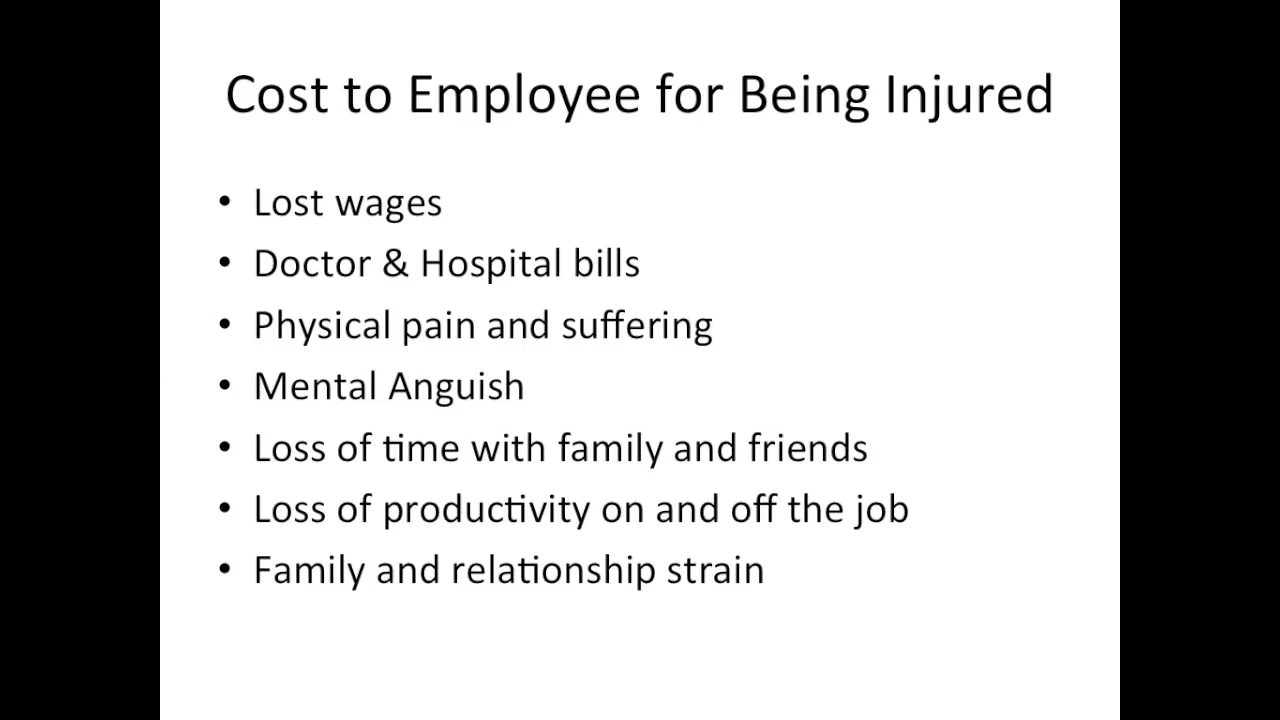 Cost to Employee for Being Injured
• Lost wages
• Doctor & Hospital bills
• Physical pain and suffering
• Mental Anguish
• Loss of time with family and friends
• Loss of productivity on and off the job
• Family and relationship strain